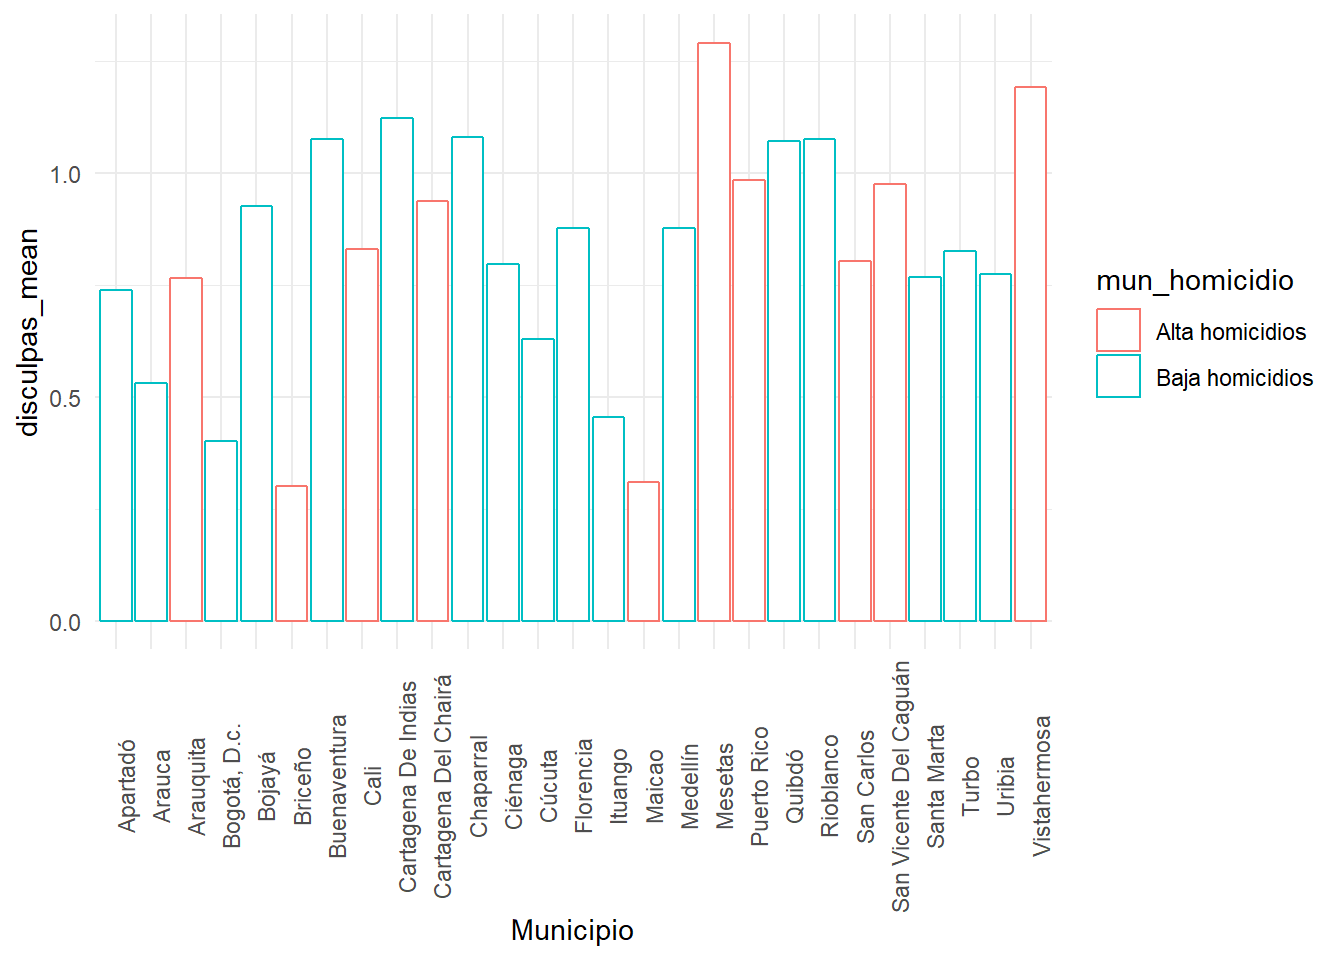 disculpas_mean
1.0
0.5
0.0
Apartadó
Arauca
Arauquita
Bogotá, D.c.
Bojayá
Briceño
Buenaventura
Cali
Cartagena De Indias
Cartagena Del Chairá
Chaparral
Ciénaga
Cúcuta
Florencia
Ituango
Maicao
Medellín
Mesetas
Puerto Rico
Quibdó
Rioblanco
San Carlos
San Vicente Del Caguán
Santa Marta
Turbo
Uribia
Vistahermosa
Municipio
mun_homicidio
Alta homicidios
Baja homicidios